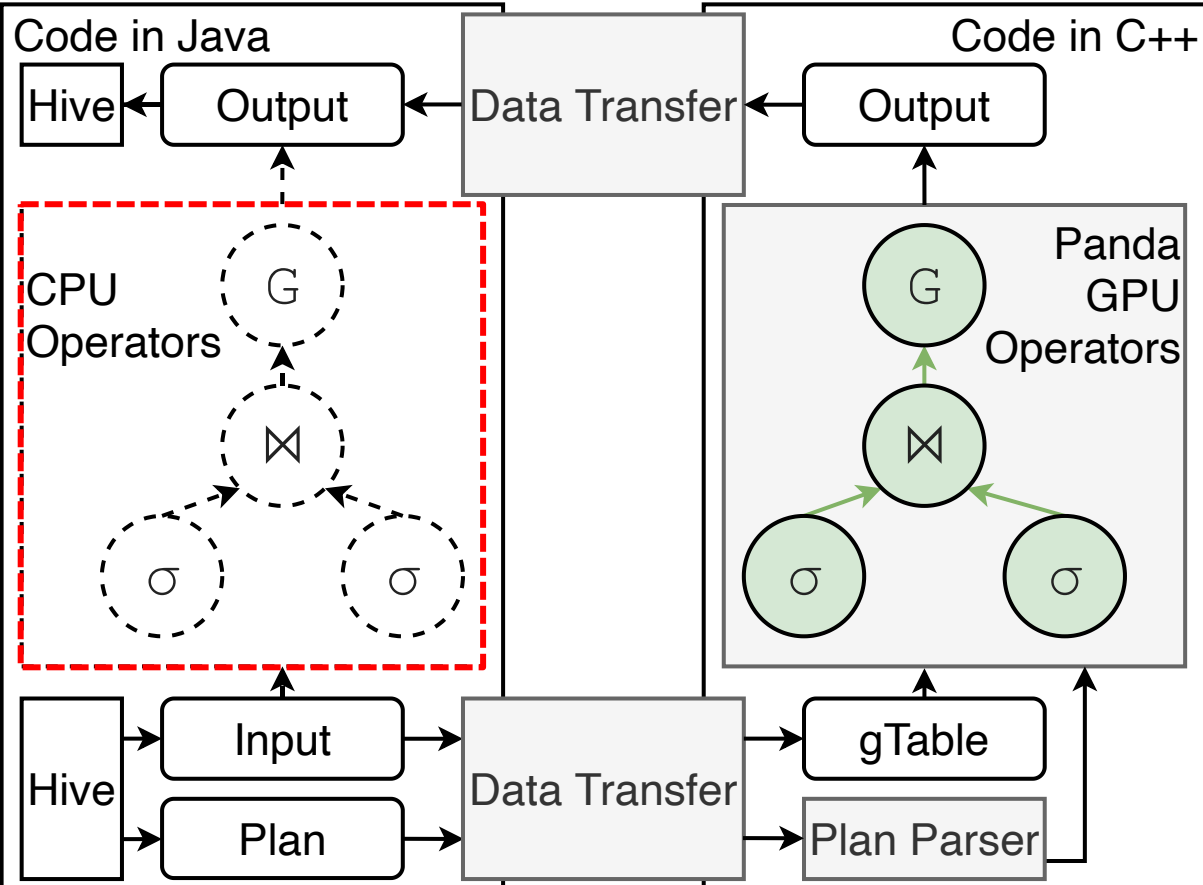 Code in Java
Code in C++
Hive
Output
Data Transfer
Output
CPU
Operators
G
⋈
σ
σ
Panda
GPU
Operators
G
⋈
σ
σ
Hive
Input
Plan
Data Transfer
gTable
Plan Parser